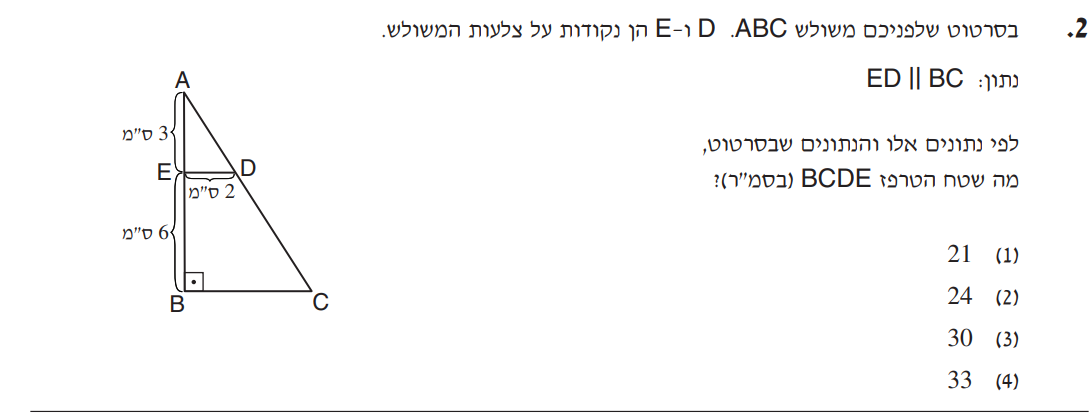 2. בסרטוט שלפניכם משולש ABC. D ו-E הן נקודות על צלעות המשולש.
נתון: ED || BC
לפי נתונים אלו והנתונים שבסרטוט,
מה שטח הטרפז BCDE (בסמ"ר)?
(1) 21
(2) 24
(3) 30
(4) 33
A
3 ס"מ
E
D
2 ס"מ
6 ס"מ
B
C